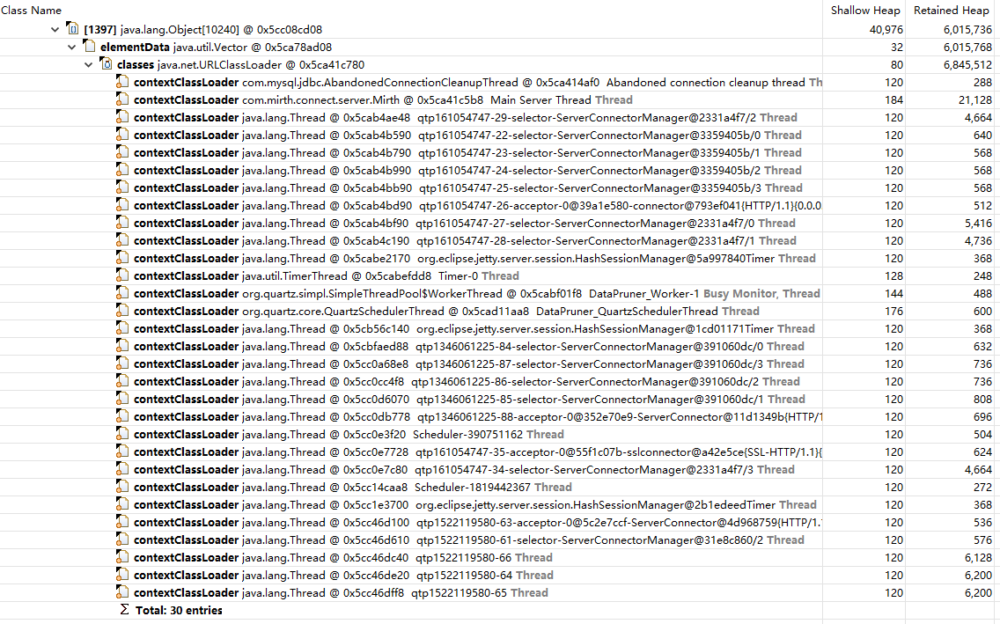 Class Name Shallow Heap Retained Heap
[1397] java.lang.Object[10240] @ 0x5cc08cd08 40,976 6,015,736
elementData java.util.Vector @ 0x5ca78ad08 32 6,015,768
classes java.net.URLClassLoader @ 0x5ca41c780 80 6,845,512
contextClassLoader com.mysql.jdbc.AbandonedConnectionCleanupThread @ 0x5ca414af0 Abandoned connection cleanup thread Th 120 288
contextClassLoader com.mirth.connect.server.Mirth @ 0x5ca41c5b8 Main Server Thread Thread 184 21,128
contextClassLoader java.lang.Thread @ 0x5cab4ae48 qtp161054747-29-selector-ServerConnectorManager@2331a4f7/2 Thread 120 4,664
contextClassLoader java.lang.Thread @ 0x5cab4b590 qtp161054747-22-selector-ServerConnectorManager@3359405b/0 Thread 120 640
contextClassLoader java.lang.Thread @ 0x5cab4b790 qtp161054747-23-selector-ServerConnectorManager@3359405b/1 Thread 120 568
contextClassLoader java.lang.Thread @ 0x5cab4b990 qtp161054747-24-selector-ServerConnectorManager@3359405b/2 Thread 120 568
contextClassLoader java.lang.Thread @ 0x5cab4bb90 qtp161054747-25-selector-ServerConnectorManager@3359405b/3 Thread 120 568
contextClassLoader java.lang.Thread @ 0x5cab4bd90 qtp161054747-26-acceptor-0@39a1e580-connector@793ef041{HTTP/1.1}{0.0.0 120 512
contextClassLoader java.lang.Thread @ 0x5cab4bf90 qtp161054747-27-selector-ServerConnectorManager@2331a4f7/0 Thread 120 5,416
contextClassLoader java.lang.Thread @ 0x5cab4c190 qtp161054747-28-selector-ServerConnectorManager@2331a4f7/1 Thread 120 4,736
contextClassLoader java.lang.Thread @ 0x5cabe2170 org.eclipse.jetty.server.session.HashSessionManager@5a997840Timer Thread 120 368
contextClassLoader java.util.TimerThread @ 0x5cabefdd8 Timer-0 Thread 128 248
contextClassLoader org.quartz.simpl.SimpleThreadPool$WorkerThread @ 0x5cabf01f8 DataPruner_Worker-1 Busy Monitor, Thread 144 488
contextClassLoader org.quartz.core.QuartzSchedulerThread @ 0x5cad11aa8 DataPruner_QuartzSchedulerThread Thread 176 600
contextClassLoader java.lang.Thread @ 0x5cb56c140 org.eclipse.jetty.server.session.HashSessionManager@1cd01171Timer Thread 120 368
contextClassLoader java.lang.Thread @ 0x5cbfaed88 qtp1346061225-84-selector-ServerConnectorManager@391060dc/0 Thread 120 632
contextClassLoader java.lang.Thread @ 0x5cc0a68e8 qtp1346061225-87-selector-ServerConnectorManager@391060dc/3 Thread 120 736
contextClassLoader java.lang.Thread @ 0x5cc0cc4f8 qtp1346061225-86-selector-ServerConnectorManager@391060dc/2 Thread 120 736
contextClassLoader java.lang.Thread @ 0x5cc0d6070 qtp1346061225-85-selector-ServerConnectorManager@391060dc/1 Thread 120 808
contextClassLoader java.lang.Thread @ 0x5cc0db778 qtp1346061225-88-acceptor-0@352e70e9-ServerConnector@11d1349b{HTTP/1 120 696
contextClassLoader java.lang.Thread @ 0x5cc0e3f20 Scheduler-390751162 Thread 120 504
contextClassLoader java.lang.Thread @ 0x5cc0e7728 qtp161054747-35-acceptor-0@55f1c07b-sslconnector@a42e5ce{SSL-HTTP/1.1}{ 120 624
contextClassLoader java.lang.Thread @ 0x5cc0e7c80 qtp161054747-34-selector-ServerConnectorManager@2331a4f7/3 Thread 120 4,664
contextClassLoader java.lang.Thread @ 0x5cc14caa8 Scheduler-1819442367 Thread 120 272
contextClassLoader java.lang.Thread @ 0x5cc1e3700 org.eclipse.jetty.server.session.HashSessionManager@2b1edeedTimer Thread 120 368
contextClassLoader java.lang.Thread @ 0x5cc46d100 qtp1522119580-63-acceptor-0@5c2e7ccf-ServerConnector@4d968759{HTTP/1. 120 536
contextClassLoader java.lang.Thread @ 0x5cc46d610 qtp1522119580-61-selector-ServerConnectorManager@31e8c860/2 Thread 120 576
contextClassLoader java.lang.Thread @ 0x5cc46dc40 qtp1522119580-66 Thread 120 6,128
contextClassLoader java.lang.Thread @ 0x5cc46de20 qtp1522119580-64 Thread 120 6,200
contextClassLoader java.lang.Thread @ 0x5cc46dff8 qtp1522119580-65 Thread 120 6,200
Σ Total: 30 entries